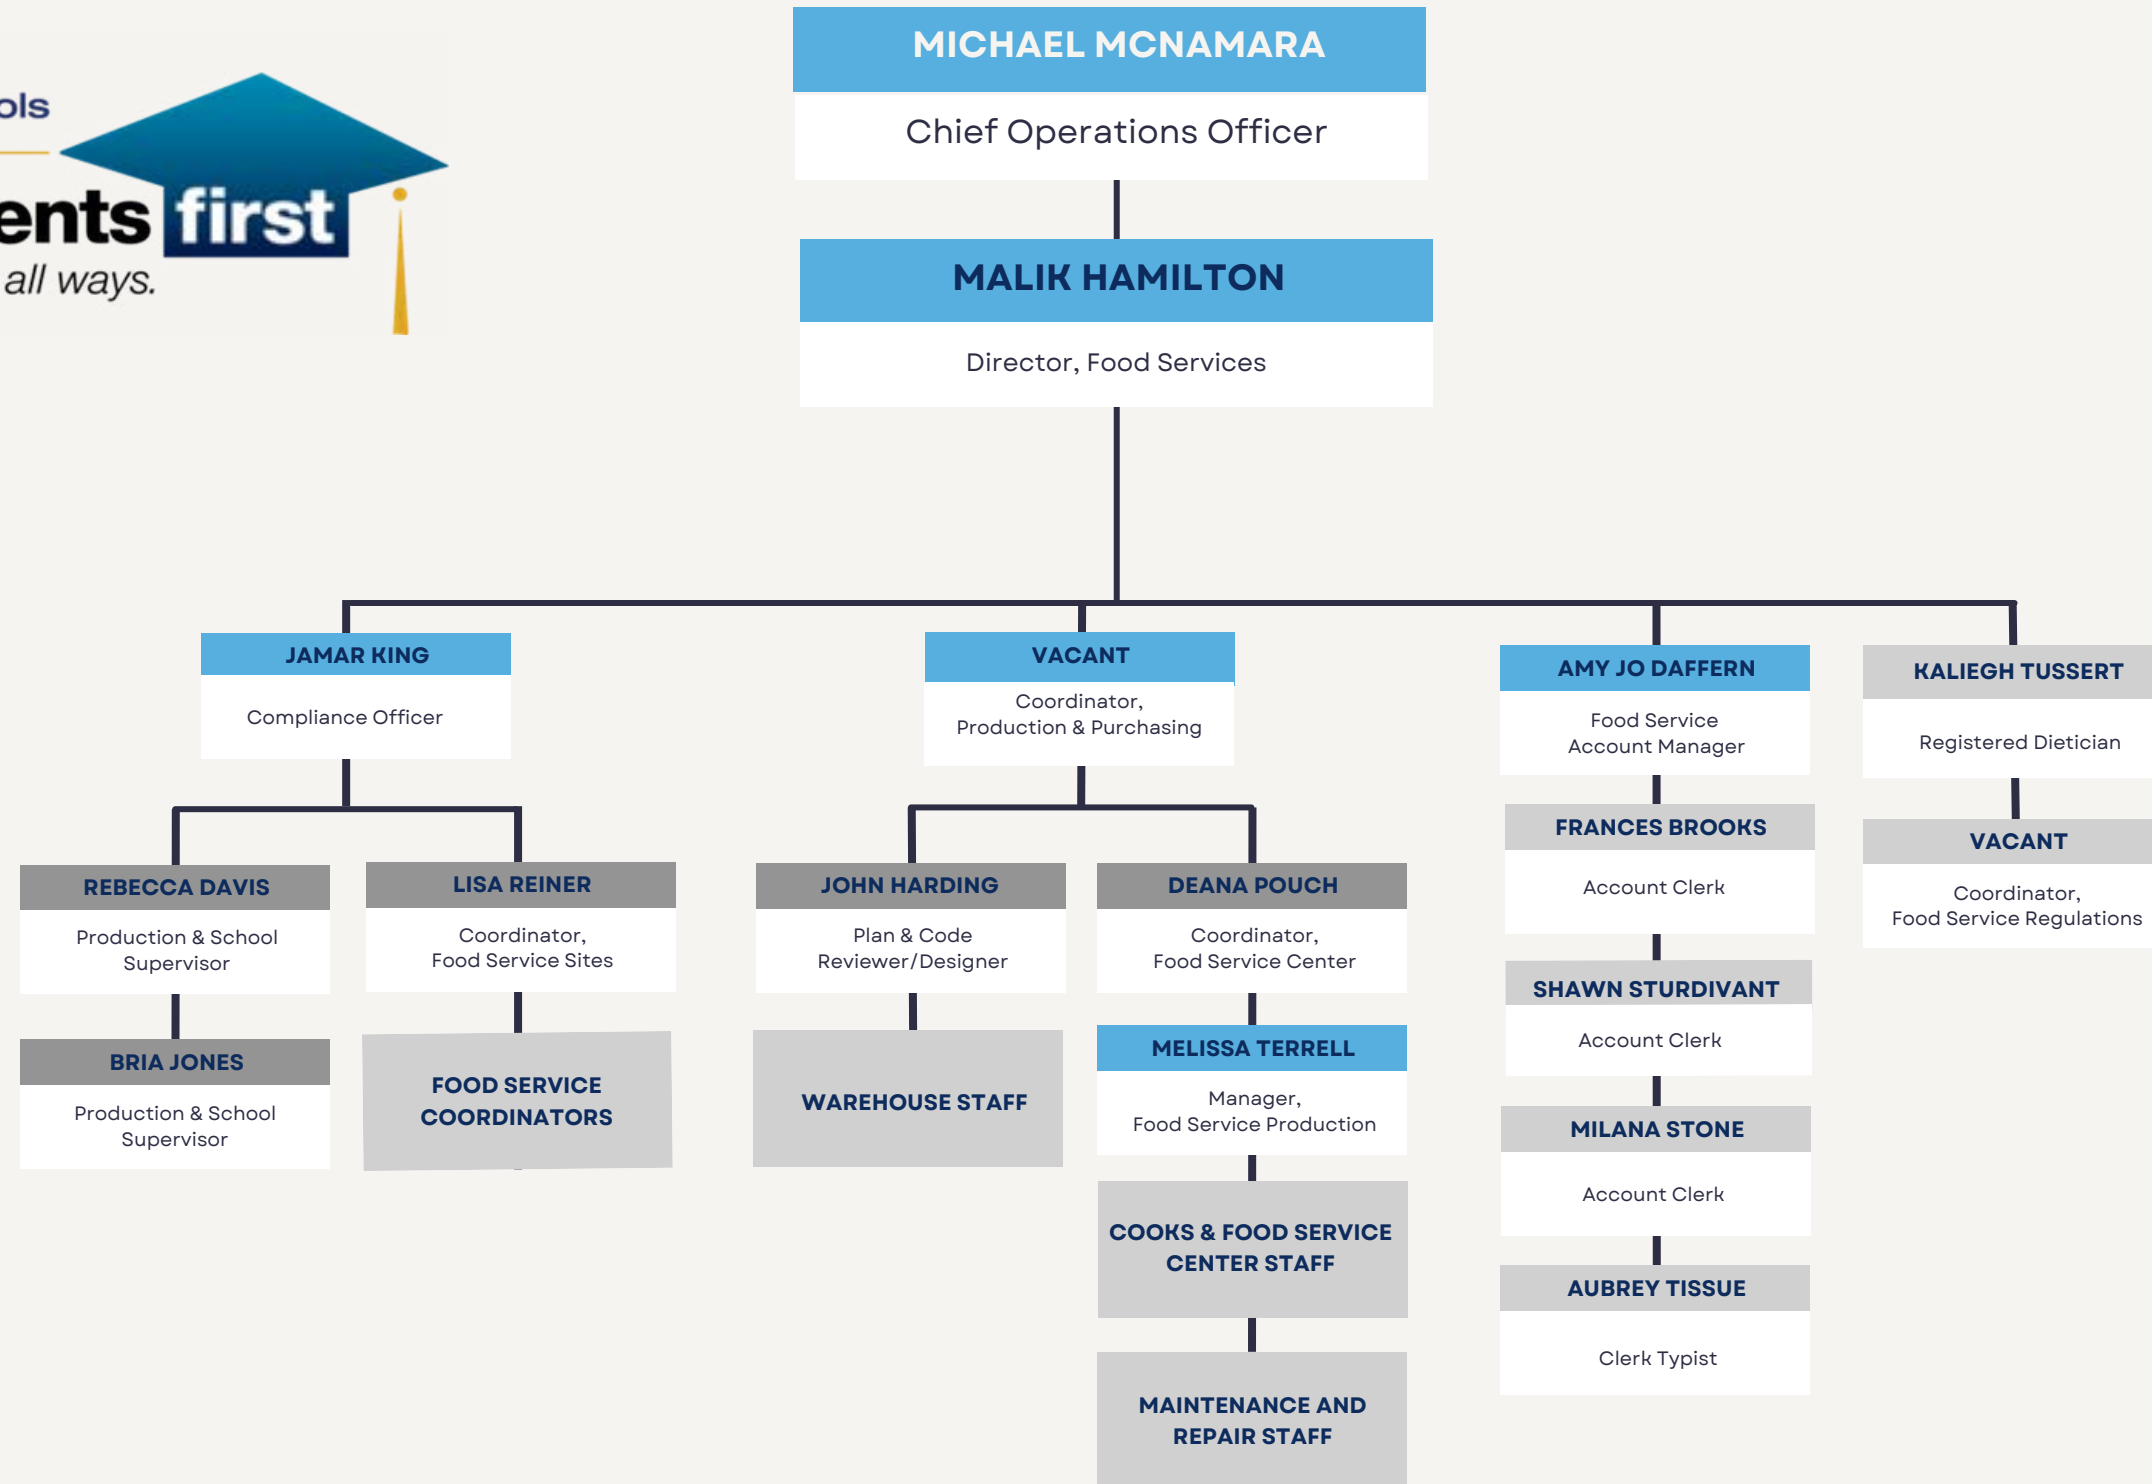 MICHAEL MCNAMARA
Chief Operations Officer
ols
ents first
all ways.
MALIK HAMILTON
Director, Food Services
JAMAR KING
Compliance Officer
VACANT
Coordinator,
Production & Purchasing
AMY JO DAFFERN
Food Service
Account Manager
KALIEGH TUSSERT
Registered Dietician
REBECCA DAVIS
Production & School
Supervisor
LISA REINER
Coordinator,
Food Service Sites
JOHN HARDING
Plan & Code
Reviewer/Designer
DEANA POUCH
Coordinator,
Food Service Center
FRANCES BROOKS
Account Clerk
VACANT
Coordinator,
Food Service Regulations
BRIA JONES
Production & School
Supervisor
FOOD SERVICE
COORDINATORS
WAREHOUSE STAFF
MELISSA TERRELL
Manager,
Food Service Production
SHAWN STURDIVANT
Account Clerk
MILANA STONE
Account Clerk
COOKS & FOOD SERVICE
CENTER STAFF
AUBREY TISSUE
Clerk Typist
MAINTENANCE AND
REPAIR STAFF